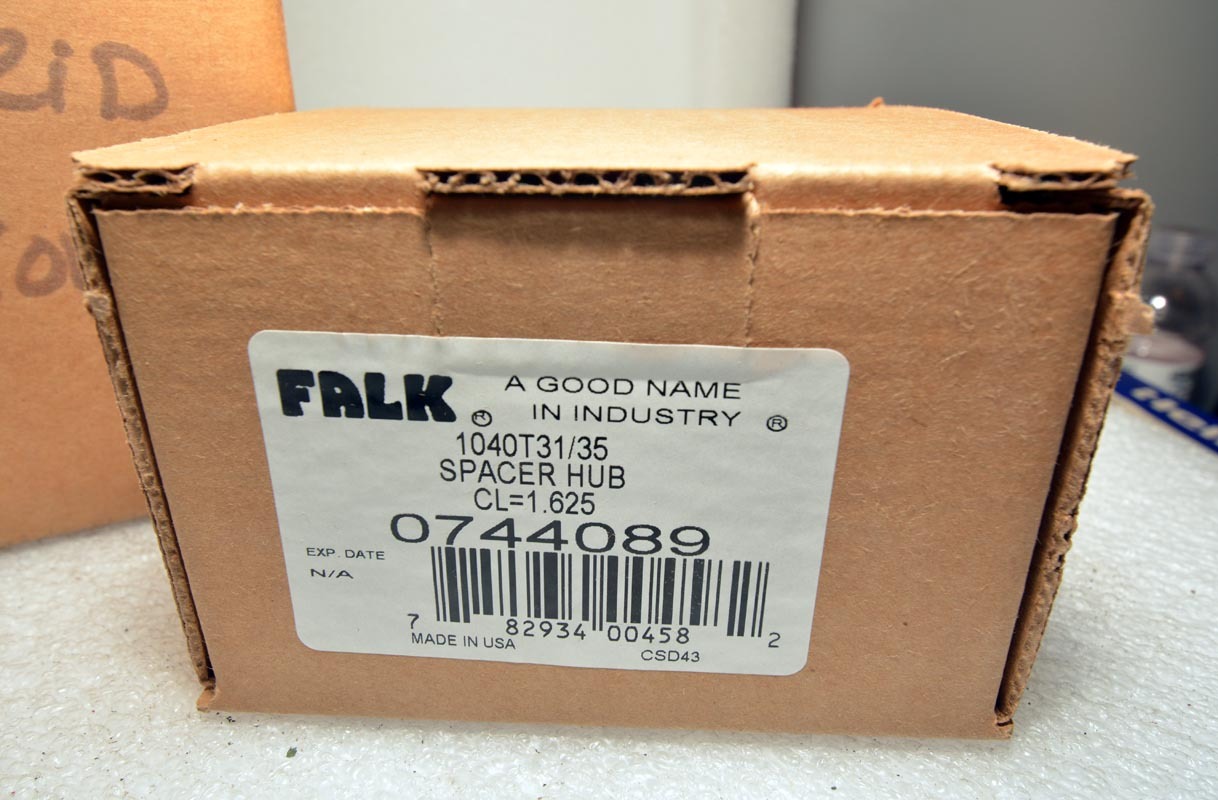 FALK ® A GOOD NAME
IN INDUSTRY ®
1040T31/35
SPACER HUB
CL=1.625
0744089
EXP. DATE
N/A
7 82934 00458 2
MADE IN USA
CSD43